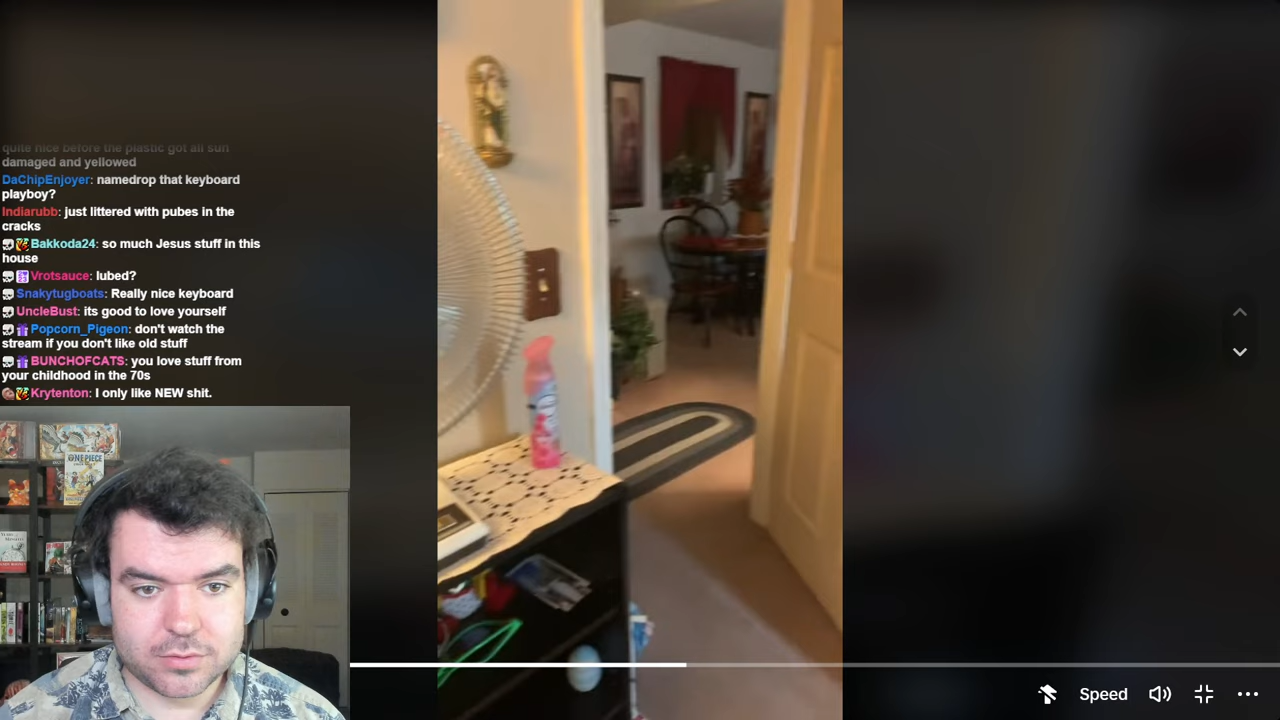 quite nice before the plastic got all sun
damaged and yellowed
DaChipEnjoyer: namedrop that keyboard
playboy?
Indiarubb: just littered with pubes in the
cracks
Bakkoda24: so much Jesus stuff in this
house
Vrotsauce: lubed?
Snakytugboats: Really nice keyboard
UncleBust: its good to love yourself
Popcorn_Pigeon: don't watch the
stream if you don't like old stuff
BUNCHOFCATS: you love stuff from
your childhood in the 70s
Krytenton: I only like NEW shit.
ONE PIECE
Speed